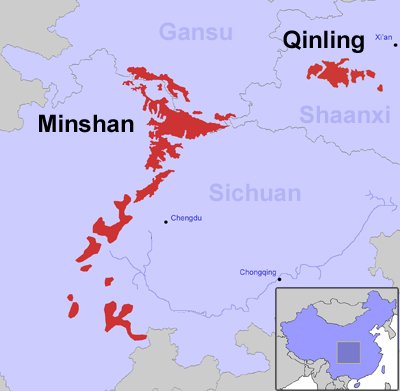 Gansu
Qinling
Xi'an
Shaanxi
Minshan
Sichuan
Chengdu
Chongqing